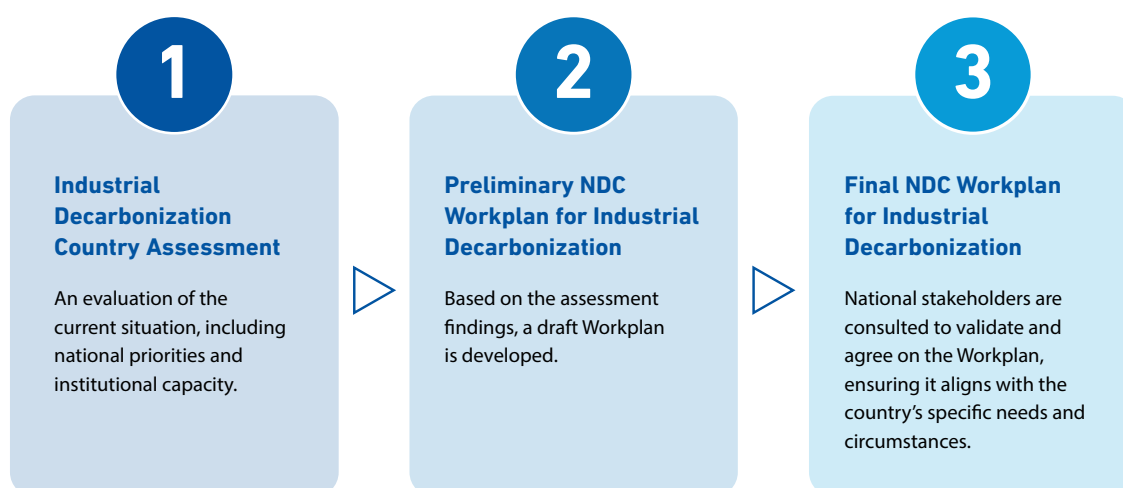 1
Industrial
Decarbonization
Country Assessment
An evaluation of the
current situation, including
national priorities and
institutional capacity.
2
Preliminary NDC
Workplan for Industrial
Decarbonization
Based on the assessment
findings, a draft Workplan
is developed.
3
Final NDC Workplan
for Industrial
Decarbonization
National stakeholders are
consulted to validate and
agree on the Workplan,
ensuring it aligns with the
country’s specific needs and
circumstances.